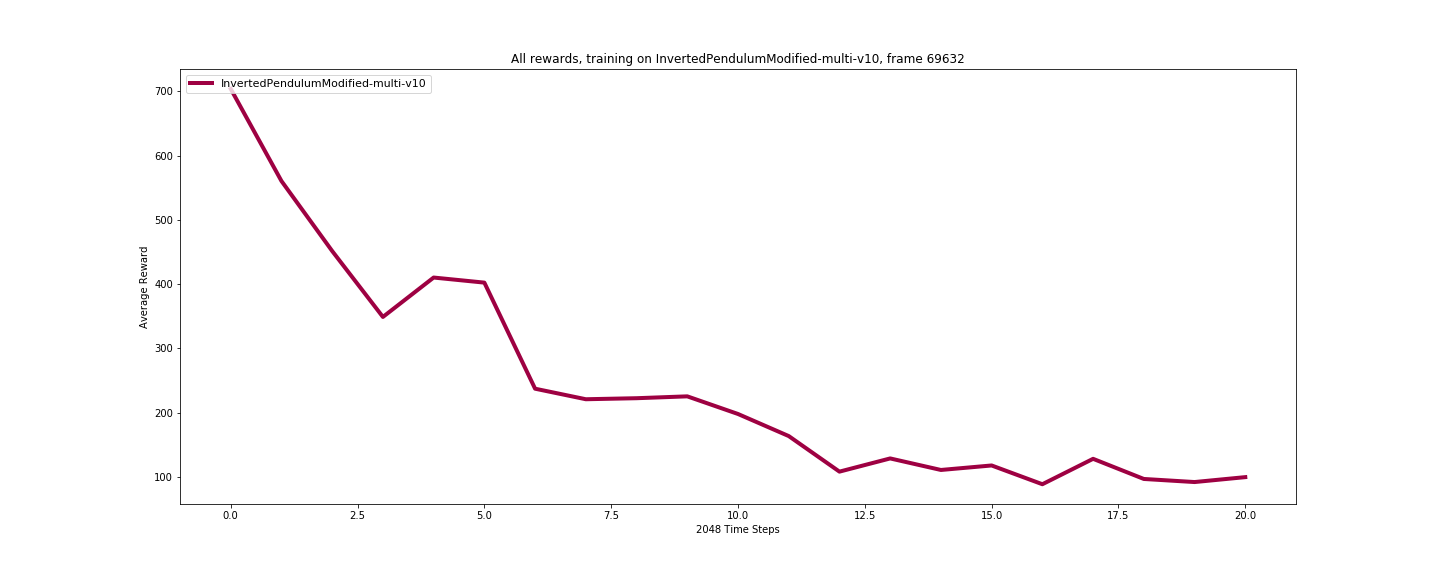 All rewards, training on InvertedPendulumModified-multi-v10, frame 69632
InvertedPendulumModified-multi-v10
700
600
500
400
300
200
100
Average Reward
0.0 2.5 5.0 7.5 10.0 12.5 15.0 17.5 20.0
2048 Time Steps